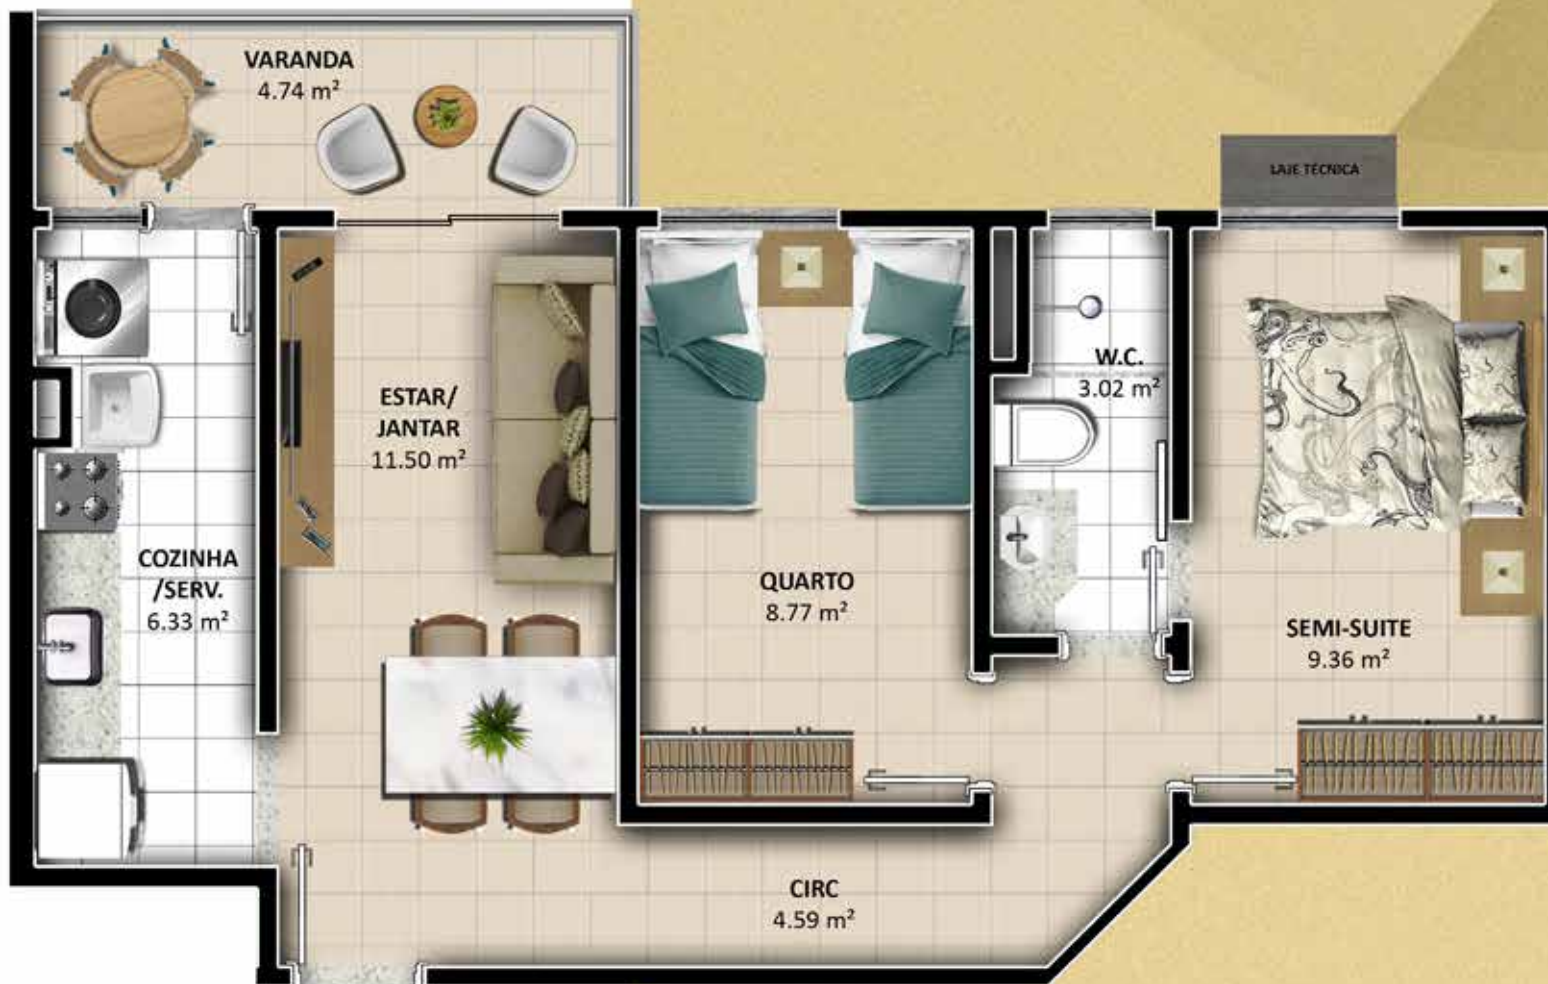 VARANDA
4.74 m²
LAJE TÉCNICA
W.C.
3.02 m²
ESTAR/
JANTAR
11.50 m²
COZINHA
/SERV.
6.33 m²
QUARTO
8.77 m²
SEMI-SUITE
9.36 m²
CIRC
4.59 m²